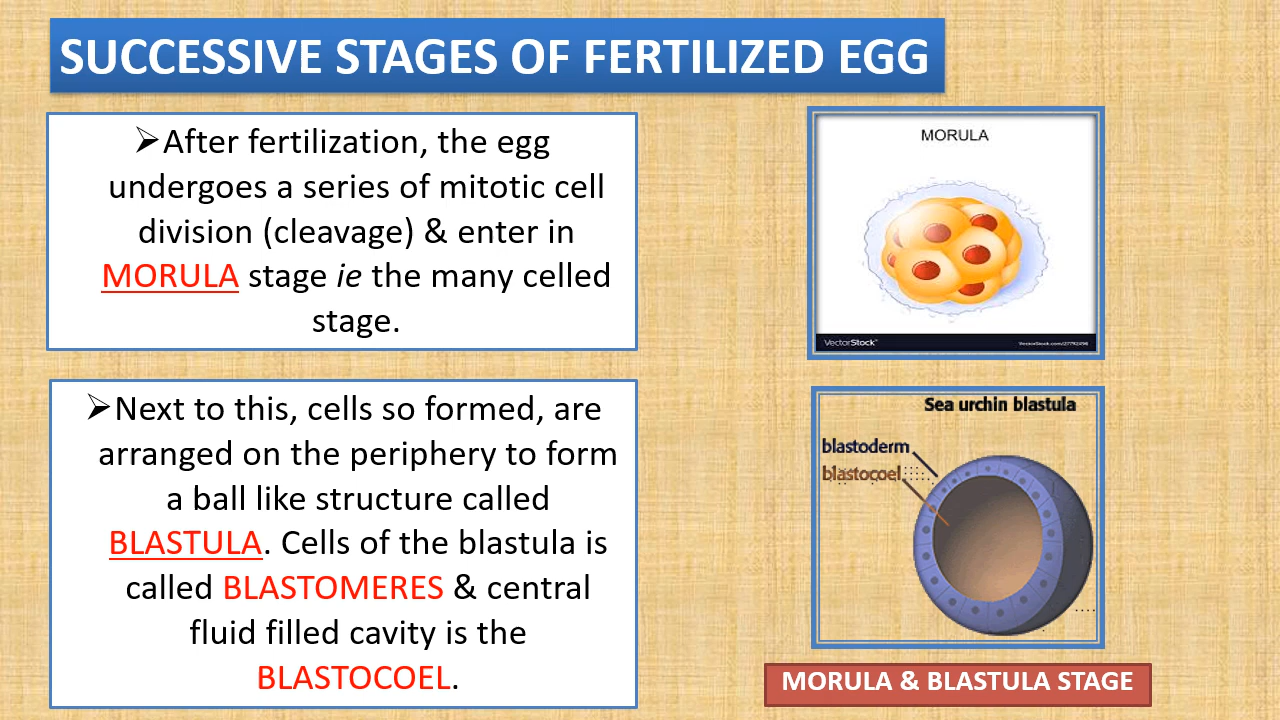 SUCCESSIVE STAGES OF FERTILIZED EGG
➢After fertilization, the egg
undergoes a series of mitotic cell
division (cleavage) & enter in
MORULA stage ie the many celled
stage.
➢Next to this, cells so formed, are
arranged on the periphery to form
a ball like structure called
BLASTULA. Cells of the blastula is
called BLASTOMERES & central
fluid filled cavity is the
BLASTOCOEL.
MORULA
VectorStock®
Sea urchin blastula
blastoderm
blastocoel
MORULA & BLASTULA STAGE